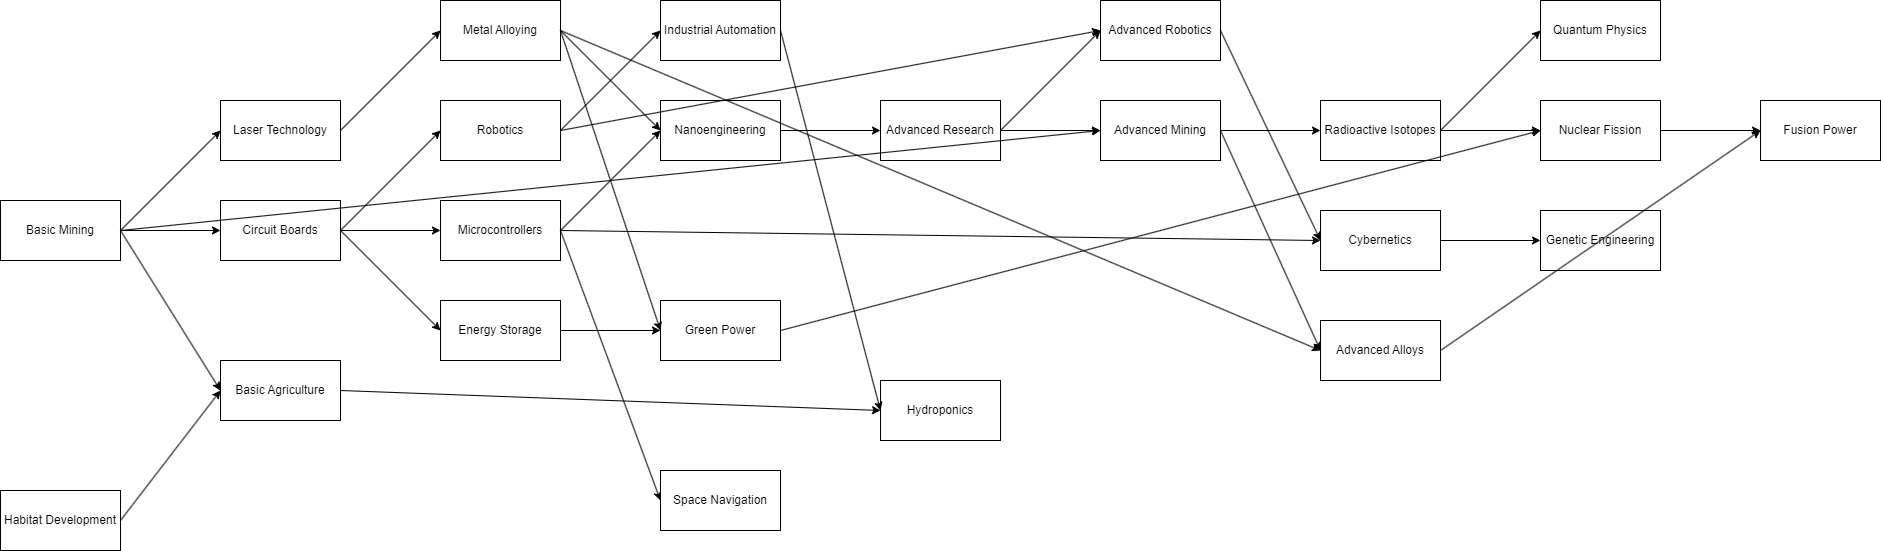 Metal Alloying
Industrial Automation
Advanced Robotics
Quantum Physics
Laser Technology
Robotics
Nanoengineering
Advanced Research
Advanced Mining
Radioactive Isotopes
Nuclear Fission
Fusion Power
Basic Mining
Circuit Boards
Microcontrollers
Cybernetics
Genetic Engineering
Energy Storage
Green Power
Advanced Alloys
Basic Agriculture
Hydroponics
Space Navigation
Habitat Development